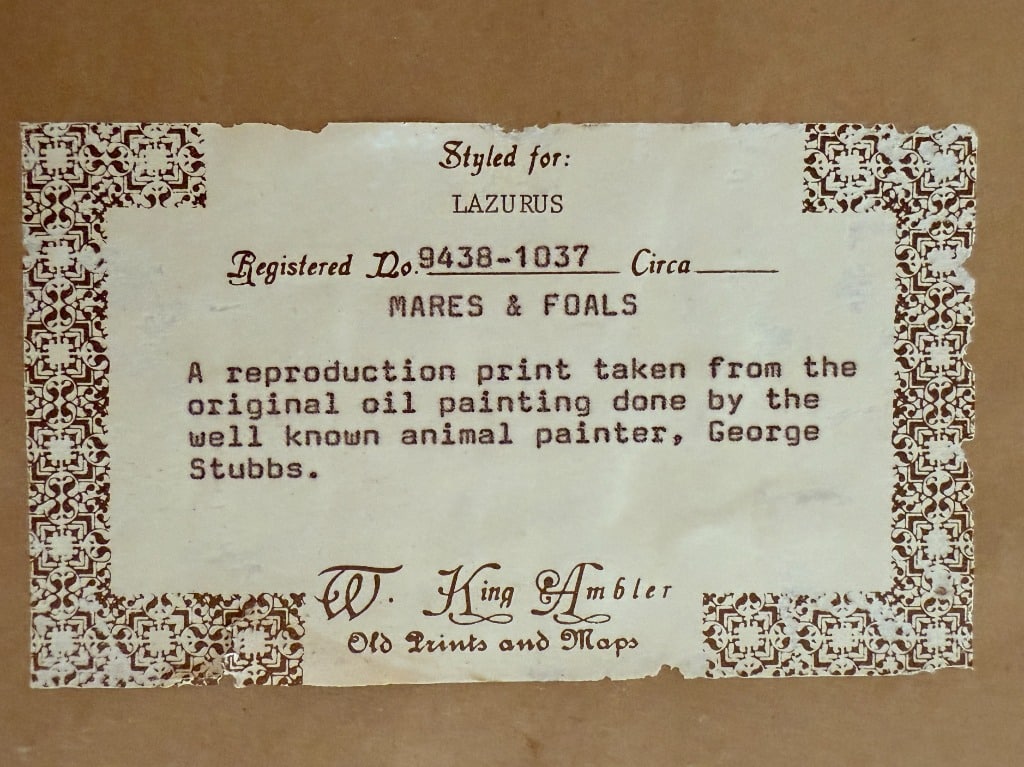 Styled for:
LAZURUS
Registered No. 9438-1037 Circa
MARES & FOALS
A reproduction print taken from the
original oil painting done by the
well known animal painter, George
Stubbs.
W. King Ambler
Old Prints and Maps